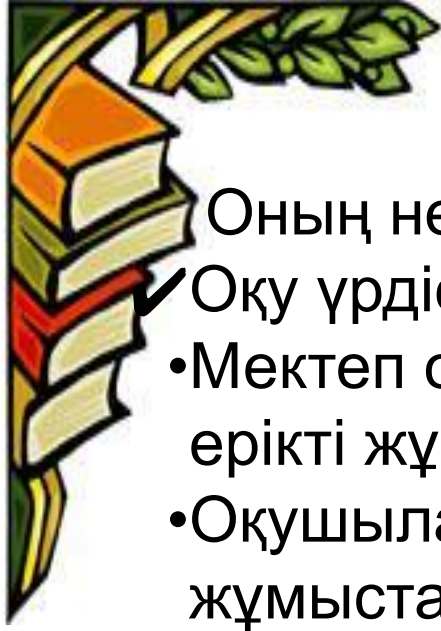 Оның не
✔Оқу үрдіс
•Мектеп о
ерікті жұ
•Оқушыла
жұмыста